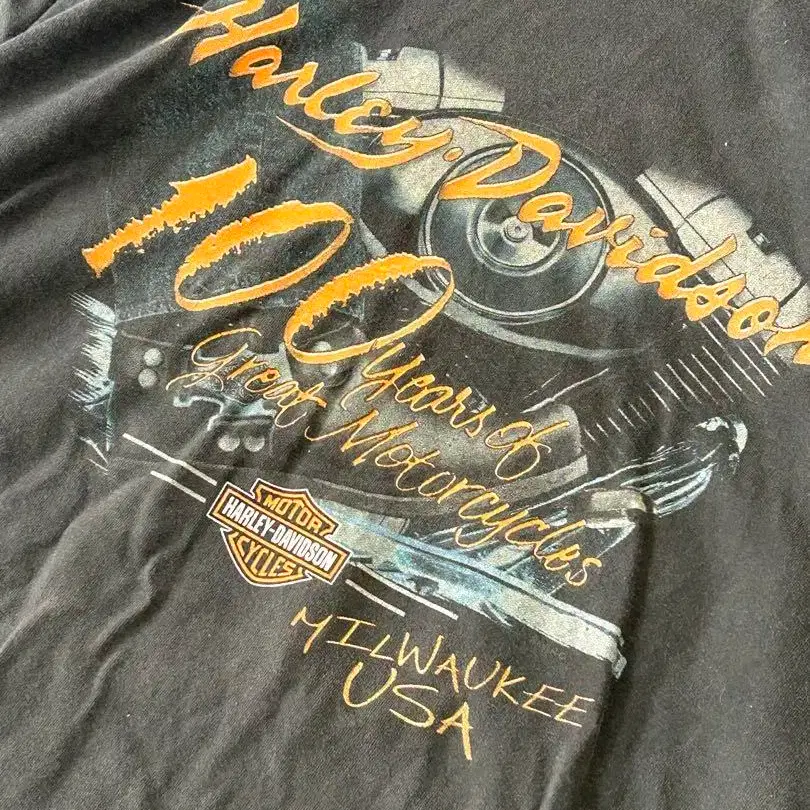 Harley-Davidson
100 Years of
Great Motorcycles
MOTOR
HARLEY-DAVIDSON
CYCLES
MILWAUKEE
USA